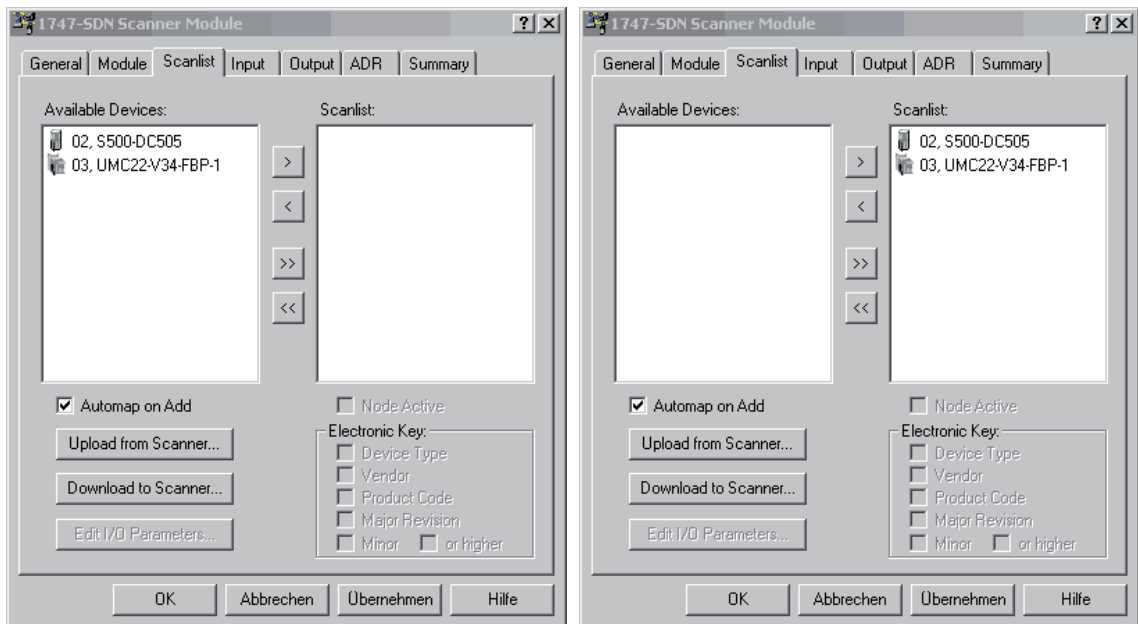 1747-SDN Scanner Module
General Module Scanlist Input Output ADR Summary
Available Devices:
Scanlist:
02, S500-DC505
03, UMC22-V34-FBP-1
>
<
>>
<<
Automap on Add
Node Active
Upload from Scanner...
Electronic Key:
Device Type
Vendor
Download to Scanner...
Product Code
Major Revision
Edit I/O Parameters...
Minor or higher
OK Abbrechen Übernehmen Hilfe
1747-SDN Scanner Module
General Module Scanlist Input Output ADR Summary
Available Devices:
Scanlist:
02, S500-DC505
03, UMC22-V34-FBP-1
>
<
>>
<<
Automap on Add
Node Active
Upload from Scanner...
Electronic Key:
Device Type
Vendor
Download to Scanner...
Product Code
Major Revision
Edit I/O Parameters...
Minor or higher
OK Abbrechen Übernehmen Hilfe